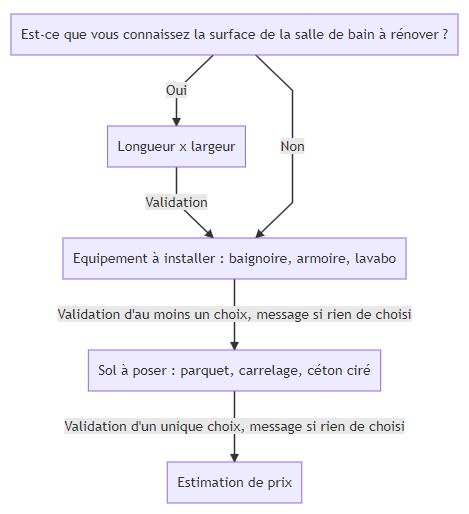 Est-ce que vous connaissez la surface de la salle de bain à rénover ?
Oui
Longueur x largeur
Non
Validation
Equipement à installer : baignoire, armoire, lavabo
Validation d'au moins un choix, message si rien de choisi
Sol à poser : parquet, carrelage, céton ciré
Validation d'un unique choix, message si rien de choisi
Estimation de prix